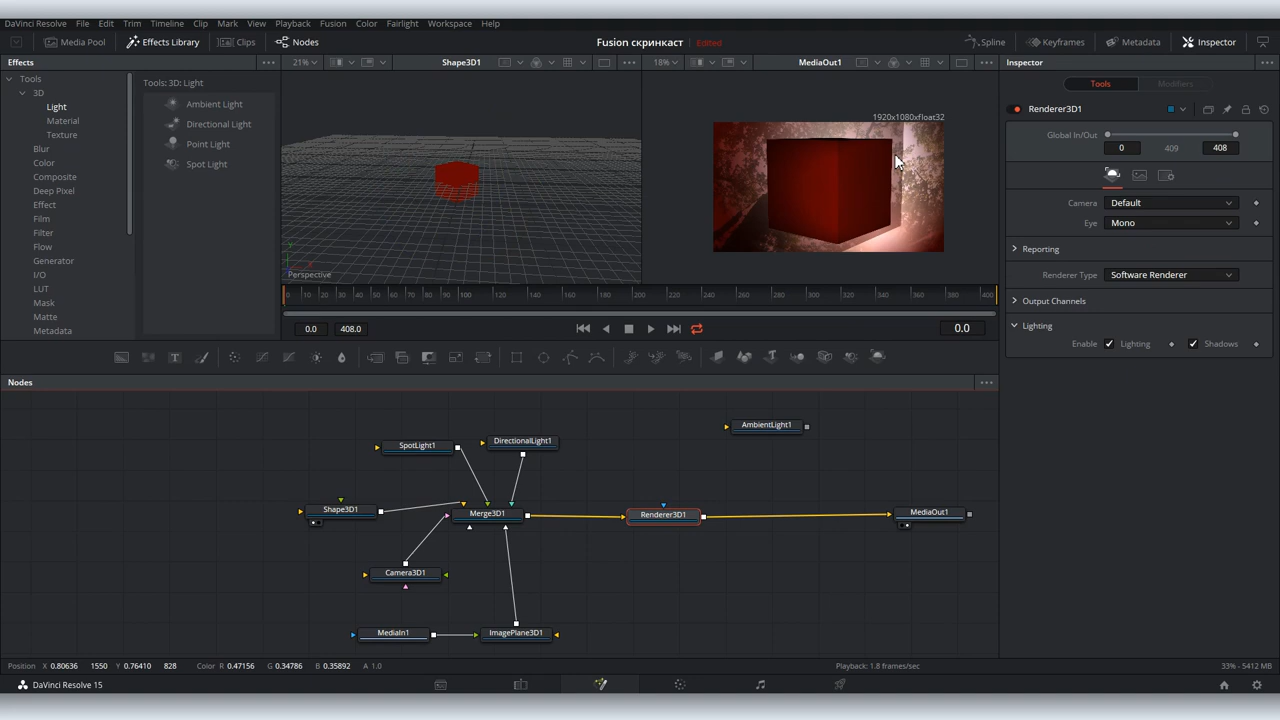 DaVinci Resolve File Edit Trim Timeline Clip Mark View Playback Fusion Color Fairlight Workspace Help
Media Pool Effects Library Clips Nodes Fusion скринкаст Edited Spline Keyframes Metadata Inspector
Effects 21% Shape3D1 18% MediaOut1 Inspector
Tools
3D
Light
Material
Texture
Blur
Color
Composite
Deep Pixel
Effect
Film
Filter
Flow
Generator
I/O
LUT
Mask
Matte
Metadata
Tools: 3D: Light
Ambient Light
Directional Light
Point Light
Spot Light
Perspective
1920x1080xfloat32
0 10 20 30 40 50 60 70 80 90 100 120 140 160 180 200 220 240 260 280 300 320 340 360 380 400
0.0 408.0 0.0
Tools Modifiers
Renderer3D1
Global In/Out
0 409 408
Camera Default
Eye Mono
Reporting
Renderer Type Software Renderer
Output Channels
Lighting
Enable Lighting Shadows
Nodes
AmbientLight1
SpotLight1 DirectionalLight1
Shape3D1 Merge3D1 Renderer3D1 MediaOut1
Camera3D1
MediaIn1 ImagePlane3D1
Position X 0.80636 1550 Y 0.76410 828 Color R 0.47156 G 0.34786 B 0.35892 A 1.0 Playback: 1.8 frames/sec 33% - 5412 MB
DaVinci Resolve 15